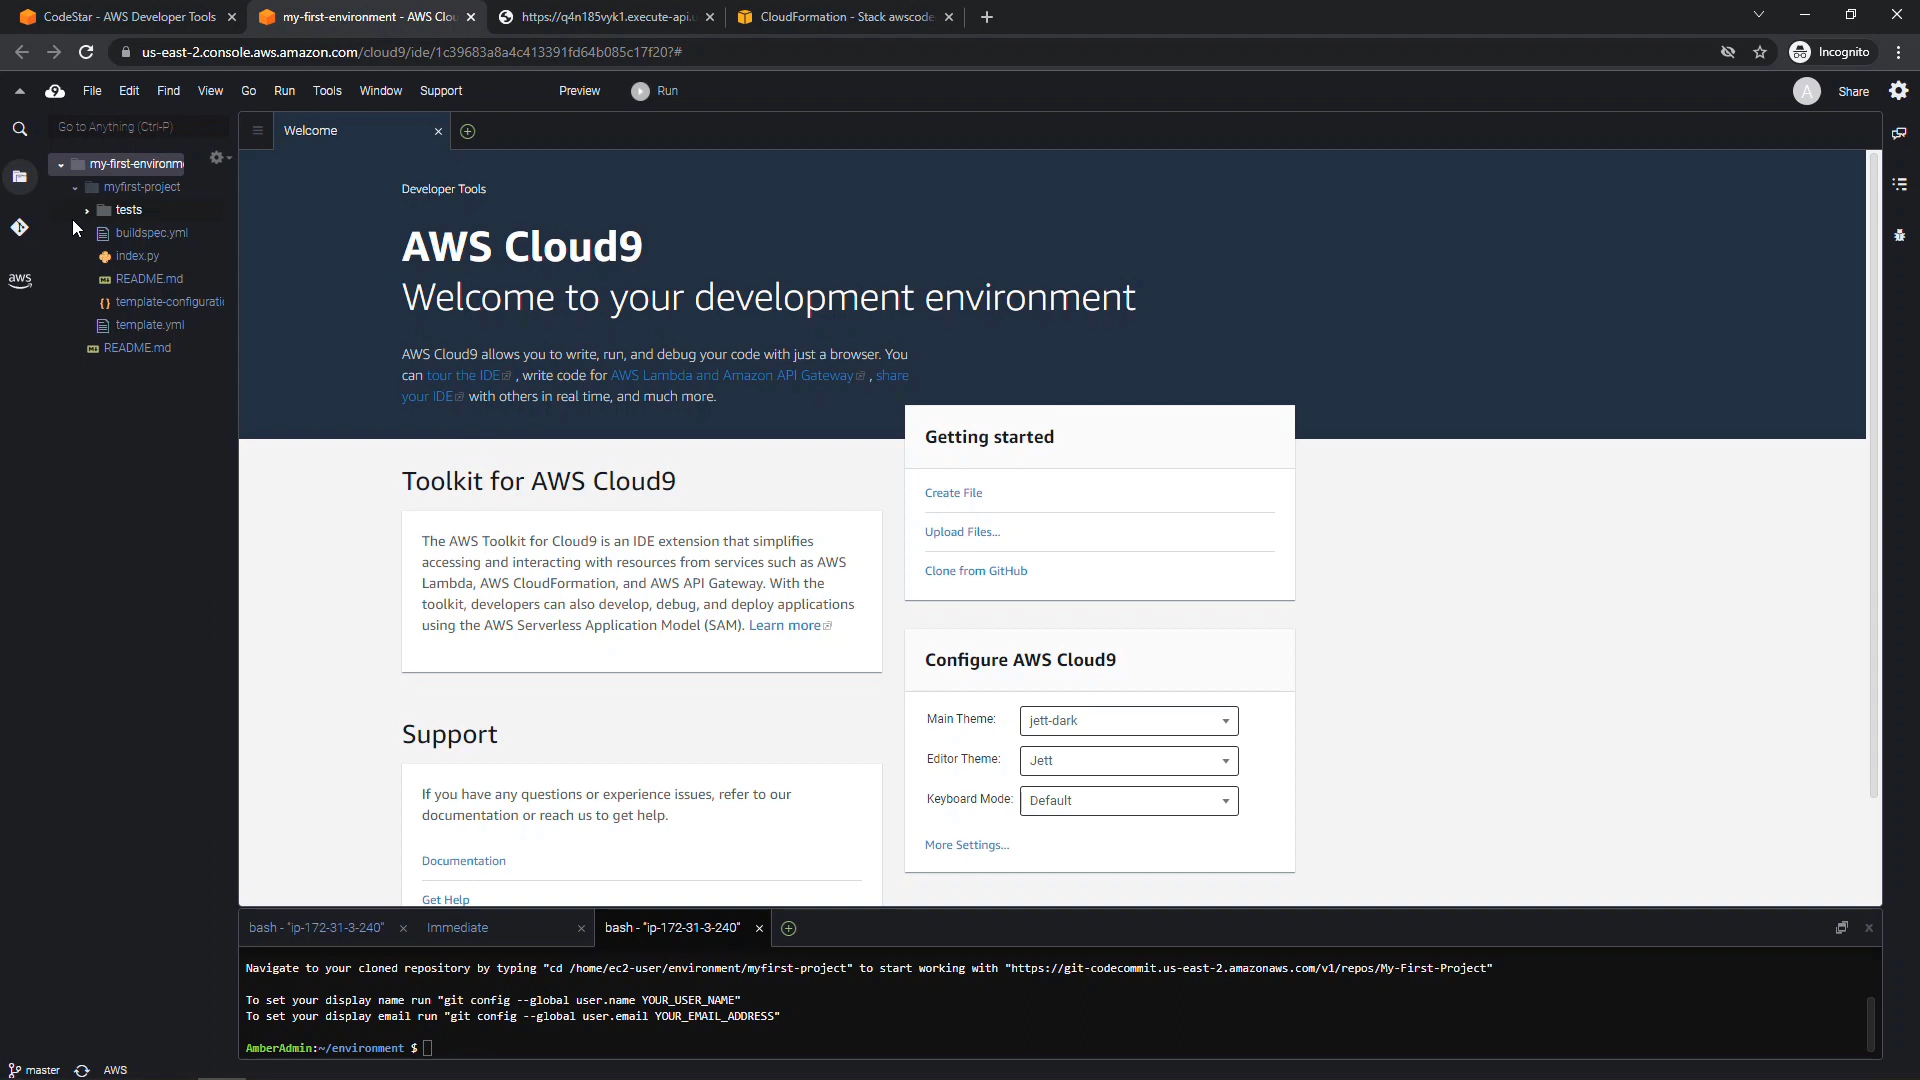 CodeStar - AWS Developer Tools
my-first-environment - AWS Clou
https://q4n185vyk1.execute-api.u
CloudFormation - Stack awscode
us-east-2.console.aws.amazon.com/cloud9/ide/1c39683a8a4c413391fd64b085c17f20?#
Incognito
9
File Edit Find View Go Run Tools Window Support Preview Run
A
Share
Go to Anything (Ctrl-P)
Welcome
my-first-environm
myfirst-project
tests
buildspec.yml
index.py
README.md
template-configuratio
template.yml
README.md
aws
Developer Tools
AWS Cloud9
Welcome to your development environment
AWS Cloud9 allows you to write, run, and debug your code with just a browser. You
can tour the IDE, write code for AWS Lambda and Amazon API Gateway, share
your IDE with others in real time, and much more.
Getting started
Create File
Upload Files...
Clone from GitHub
Toolkit for AWS Cloud9
The AWS Toolkit for Cloud9 is an IDE extension that simplifies
accessing and interacting with resources from services such as AWS
Lambda, AWS CloudFormation, and AWS API Gateway. With the
toolkit, developers can also develop, debug, and deploy applications
using the AWS Serverless Application Model (SAM). Learn more
Configure AWS Cloud9
Main Theme: jett-dark
Editor Theme: Jett
Keyboard Mode: Default
More Settings...
Support
If you have any questions or experience issues, refer to our
documentation or reach us to get help.
Documentation
Get Help
bash - "ip-172-31-3-240" Immediate bash - "ip-172-31-3-240"
Navigate to your cloned repository by typing "cd /home/ec2-user/environment/myfirst-project" to start working with "https://git-codecommit.us-east-2.amazonaws.com/v1/repos/My-First-Project"
To set your display name run "git config --global user.name YOUR_USER_NAME"
To set your display email run "git config --global user.email YOUR_EMAIL_ADDRESS"
AmberAdmin:~/environment $
master AWS